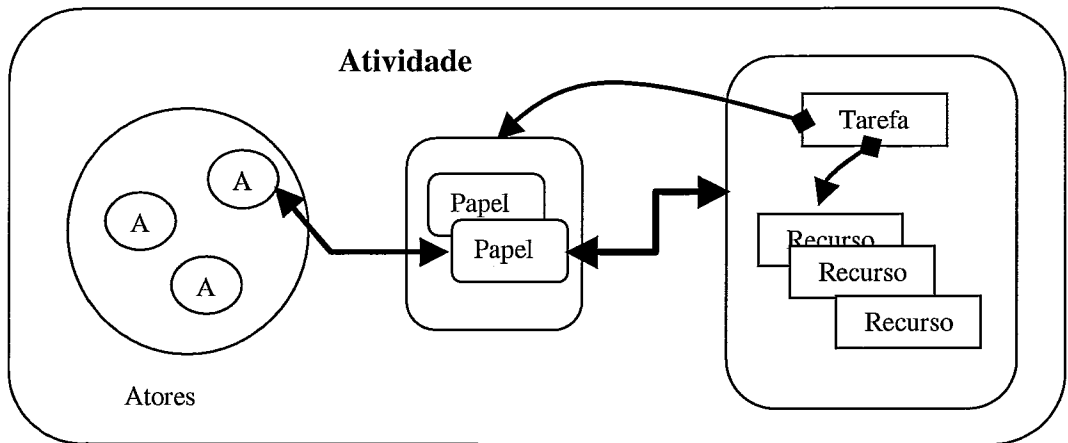 Atividade
Tarefa
A
A
A
Papel
Papel
Recurso
Recurso
Recurso
Atores